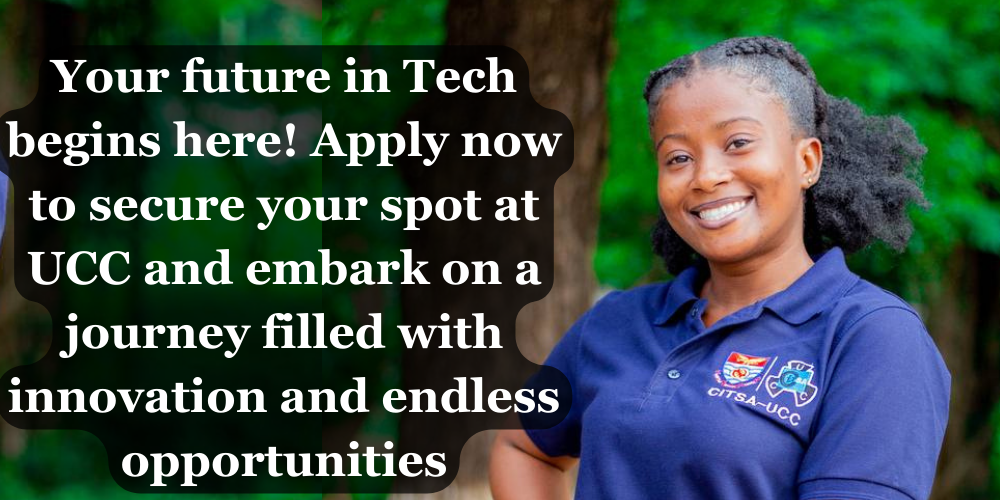 Your future in Tech
begins here! Apply now
to secure your spot at
UCC and embark on a
journey filled with
innovation and endless
opportunities
CITSA-UCC